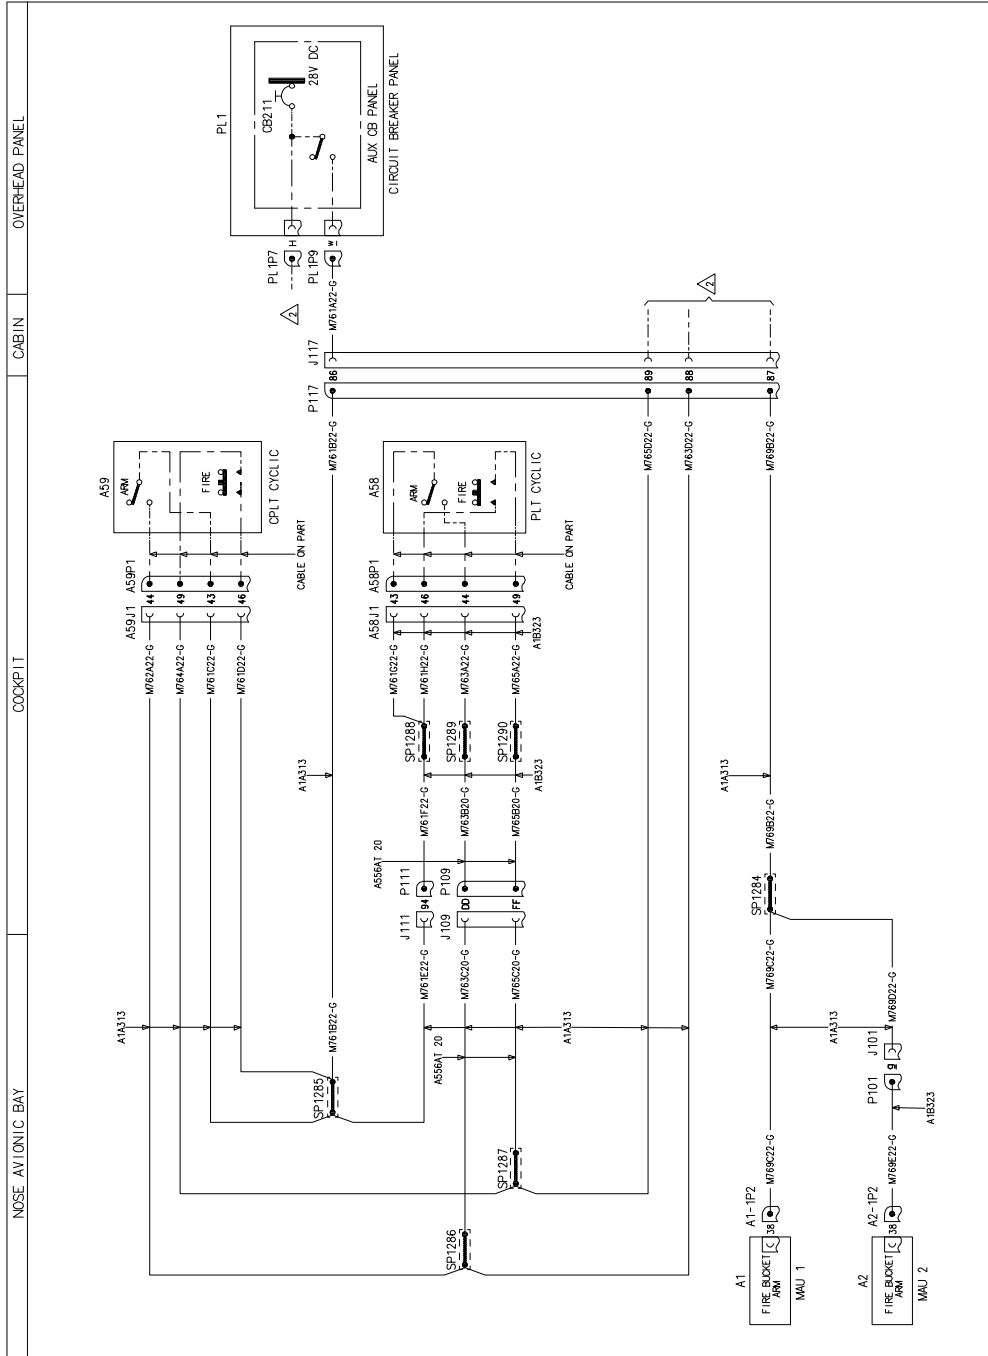 OVERHEAD PANEL
CABIN
COCKPIT
NOSE AVIONIC BAY
PL1
CB211
28V DC
AUX CB PANEL
CIRCUIT BREAKER PANEL
H
PL1P7
PL1P9
2
M761A22-G
2
J117
86
89
88
87
P117
M761B22-G
M765D22-G
M763D22-G
M769B22-G
A59
ARM
FIRE
CPLT CYCLIC
CABLE ON PART
A59P1
44
49
43
46
A59J1
M762A22-G
M764A22-G
M761C22-G
M761D22-G
A58
ARM
FIRE
PLT CYCLIC
CABLE ON PART
A58P1
43
46
44
49
A58J1
A1B323
M761G22-G
M761H22-G
M763A22-G
M765A22-G
SP1288
SP1289
SP1290
A1A313
A1B323
A1A313
M761F22-G
M763B20-G
M765B20-G
M769B22-G
A556AT 20
P111
P109
94
DD
FF
J111
J109
SP1284
M761E22-G
M763C20-G
M765C20-G
M769C22-G
M769D22-G
A1A313
M761B22-G
A556AT 20
A1A313
A1A313
J101
P101
SP1285
A1B323
SP1287
M769C22-G
M769E22-G
SP1286
A1-1P2
38
A2-1P2
38
A1
FIRE BUCKET
ARM
MAU 1
A2
FIRE BUCKET
ARM
MAU 2